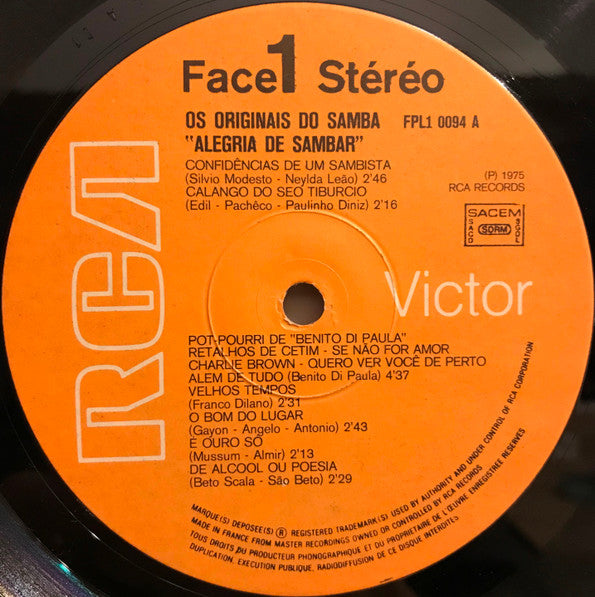 Face 1 Stéréo
OS ORIGINAIS DO SAMBA FPL1 0094 A
"ALEGRIA DE SAMBAR"
CONFIDÊNCIAS DE UM SAMBISTA
(Silvio Modesto - Neylda Leão) 2'46
CALANGO DO SEO TIBURCIO
(Edil - Pachêco - Paulinho Diniz) 2'16
(P) 1975
RCA RECORDS
SACEM
SACD SDRM SGDL
RCA
Victor
POT-POURRI DE "BENITO DI PAULA"
RETALHOS DE CETIM - SE NÃO FOR AMOR
CHARLIE BROWN - QUERO VER VOCÊ DE PERTO
ALEM DE TUDO (Benito Di Paula) 4'37
VELHOS TEMPOS
(Franco Dilano) 2'31
O BOM DO LUGAR
(Gayon - Angelo - Antonio) 2'43
É OURO SÓ
(Mussum - Almir) 2'13
DE ALCOOL OU POESIA
(Beto Scala - São Beto) 2'29
MARQUE(S) DEPOSEE(S) ® REGISTERED TRADEMARK(S) USED BY AUTHORITY AND UNDER CONTROL OF RCA CORPORATION
MADE IN FRANCE FROM MASTER RECORDINGS OWNED OR CONTROLLED BY RCA RECORDS
TOUS DROITS DU PRODUCTEUR PHONOGRAPHIQUE ET DU PROPRIETAIRE DE L'ŒUVRE ENREGISTREE RESERVES
DUPLICATION, EXECUTION PUBLIQUE, RADIODIFFUSION DE CE DISQUE INTERDITES